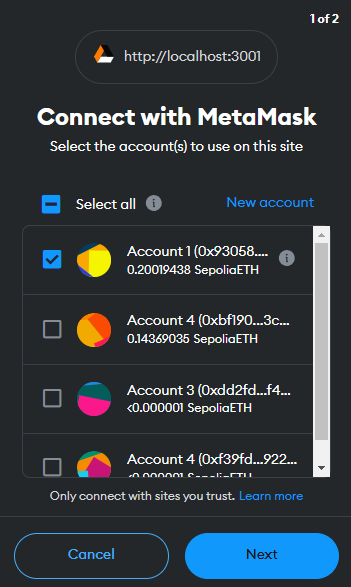 1 of 2
http://localhost:3001
Connect with MetaMask
Select the account(s) to use on this site
Select all
New account
Account 1 (0x93058....
0.20019438 SepoliaETH
Account 4 (0xbf190...3c...
0.14369035 SepoliaETH
Account 3 (0xdd2fd...f4...
<0.000001 SepoliaETH
Account 4 (0xf39fd...922...
<0.000001 SepoliaETH
Only connect with sites you trust. Learn more
Cancel
Next